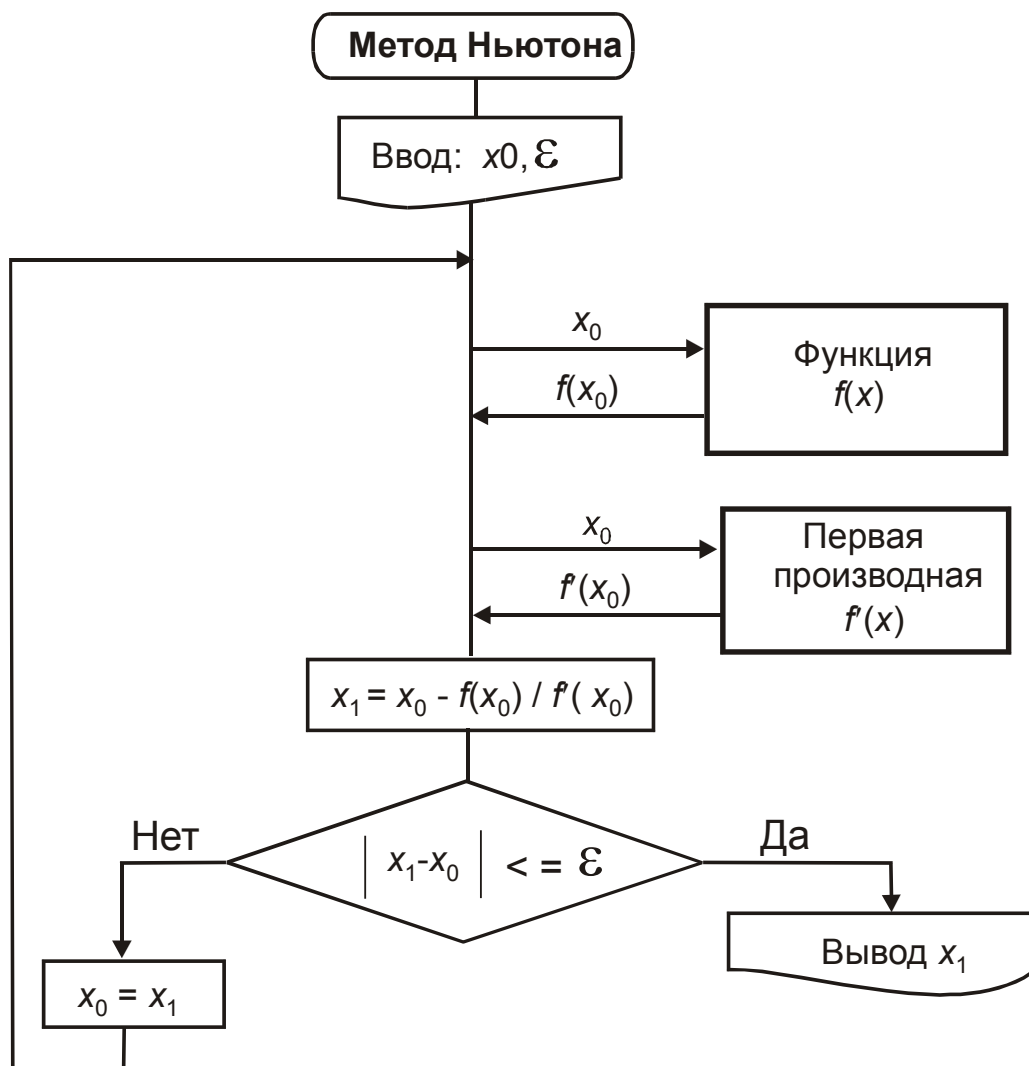 Метод Ньютона
Ввод: x0, ε
x₀
Функция
f(x)
f(x₀)
x₀
Первая
производная
f'(x)
f'(x₀)
x₁ = x₀ - f(x₀) / f'( x₀)
Нет
| x₁-x₀ | < = ε
Да
Вывод x₁
x₀ = x₁